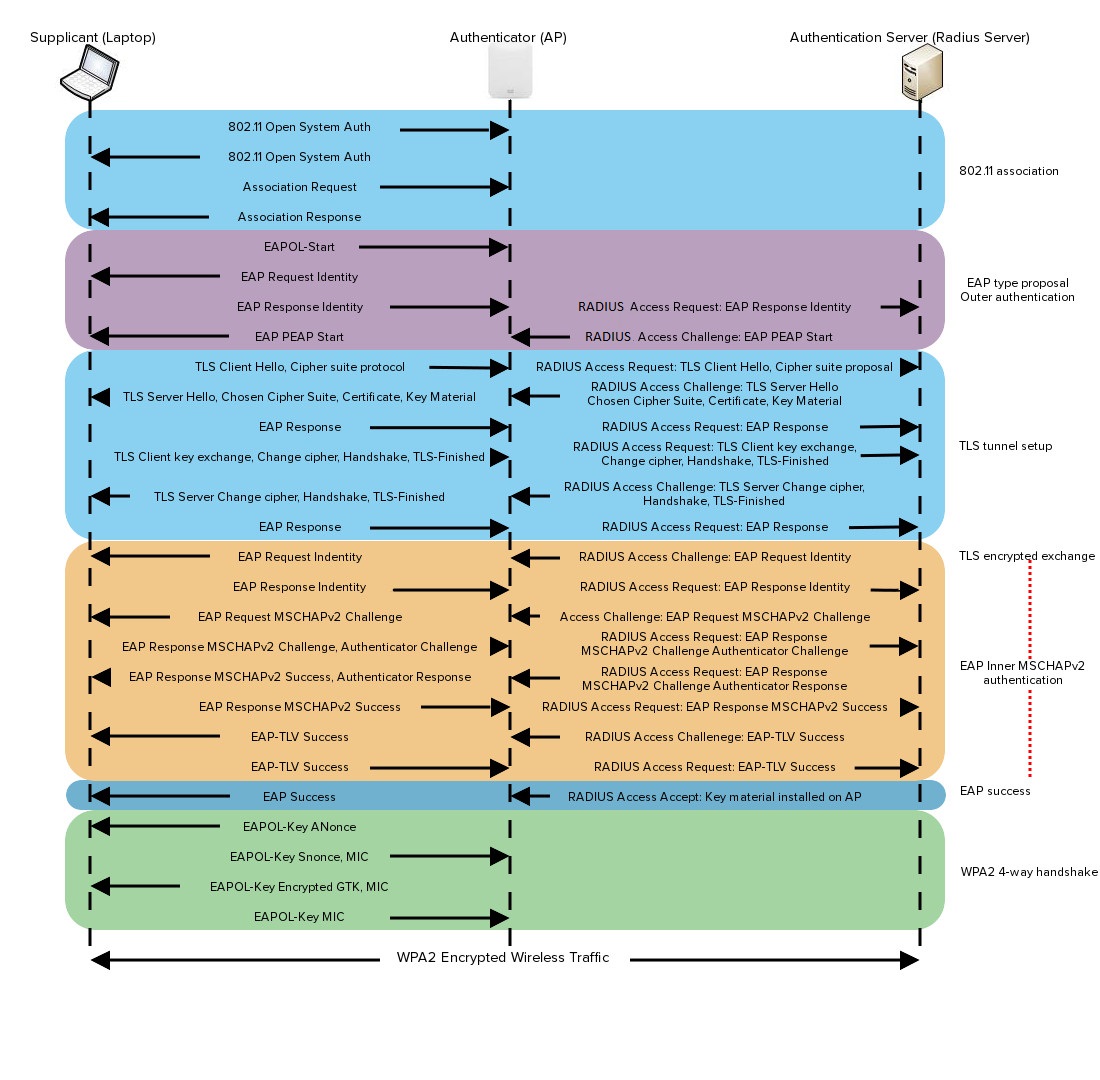 Supplicant (Laptop)
Authenticator (AP)
Authentication Server (Radius Server)
802.11 Open System Auth
802.11 Open System Auth
Association Request
Association Response
802.11 association
EAPOL-Start
EAP Request Identity
EAP Response Identity
RADIUS Access Request: EAP Response Identity
EAP PEAP Start
RADIUS. Access Challenge: EAP PEAP Start
EAP type proposal
Outer authentication
TLS Client Hello, Cipher suite protocol
RADIUS Access Request: TLS Client Hello, Cipher suite proposal
TLS Server Hello, Chosen Cipher Suite, Certificate, Key Material
RADIUS Access Challenge: TLS Server Hello
Chosen Cipher Suite, Certificate, Key Material
EAP Response
RADIUS Access Request: EAP Response
TLS Client key exchange, Change cipher, Handshake, TLS-Finished
RADIUS Access Request: TLS Client key exchange,
Change cipher, Handshake, TLS-Finished
TLS Server Change cipher, Handshake, TLS-Finished
RADIUS Access Challenge: TLS Server Change cipher,
Handshake, TLS-Finished
EAP Response
RADIUS Access Request: EAP Response
TLS tunnel setup
EAP Request Indentity
RADIUS Access Challenge: EAP Request Identity
TLS encrypted exchange
EAP Response Indentity
RADIUS Access Request: EAP Response Identity
EAP Request MSCHAPv2 Challenge
Access Challenge: EAP Request MSCHAPv2 Challenge
EAP Response MSCHAPv2 Challenge, Authenticator Challenge
RADIUS Access Request: EAP Response
MSCHAPv2 Challenge Authenticator Challenge
EAP Response MSCHAPv2 Success, Authenticator Response
RADIUS Access Request: EAP Response
MSCHAPv2 Challenge Authenticator Response
EAP Inner MSCHAPv2
authentication
EAP Response MSCHAPv2 Success
RADIUS Access Request: EAP Response MSCHAPv2 Success
EAP-TLV Success
RADIUS Access Challenege: EAP-TLV Success
EAP-TLV Success
RADIUS Access Request: EAP-TLV Success
EAP Success
RADIUS Access Accept: Key material installed on AP
EAP success
EAPOL-Key ANonce
EAPOL-Key Snonce, MIC
EAPOL-Key Encrypted GTK, MIC
EAPOL-Key MIC
WPA2 4-way handshake
WPA2 Encrypted Wireless Traffic